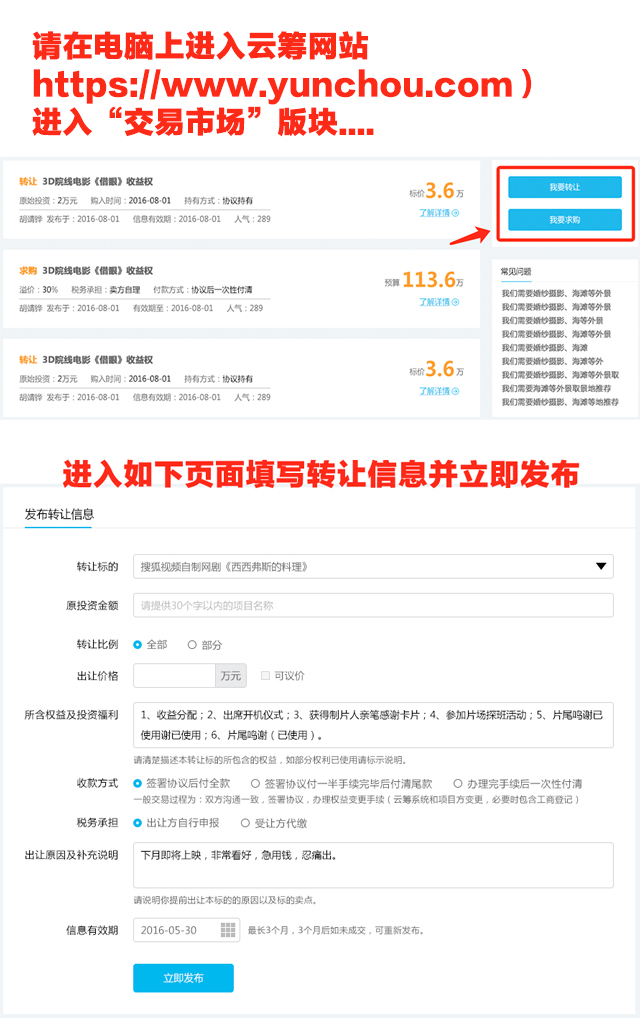 请在电脑上进入云筹网站
https://www.yunchou.com）
进入“交易市场”版块....
转让 3D院线电影《借眼》收益权
原始投资：2万元 购入时间：2016-08-01 持有方式：协议持有
胡靖铧 发布于：2016-08-01 信息有效期：2016-08-01 人气：289
标价3.6万
了解详情
我要转让
我要求购
求购 3D院线电影《借眼》收益权
溢价：30% 税务承担：卖方自理 付款方式：协议后一次性付清
胡靖铧 发布于：2016-08-01 有效期至：2016-08-01 人气：289
预算113.6万
了解详情
转让 3D院线电影《借眼》收益权
原始投资：2万元 购入时间：2016-08-01 持有方式：协议持有
胡靖铧 发布于：2016-08-01 信息有效期：2016-08-01 人气：289
标价3.6万
了解详情
常见问题
我们需要婚纱摄影、海滩等外景
我们需要婚纱摄影、海滩等外景
我们需要婚纱摄影、海等外景
我们需要婚纱摄影、海滩等外景
我们需要婚纱摄影、海滩
我们需要婚纱摄影、海滩等外
我们需要婚纱摄影、海滩等外景取
我们需要海滩等外景取景地推荐
我们需要婚纱摄影、海滩等地推荐
进入如下页面填写转让信息并立即发布
发布转让信息
转让标的 搜狐视频自制网剧《西西弗斯的料理》
原投资金额 请提供30个字以内的项目名称
转让比例 全部 部分
出让价格 万元 可议价
所含权益及投资福利 1、收益分配；2、出席开机仪式；3、获得制片人亲笔感谢卡片；4、参加片场探班活动；5、片尾鸣谢已
使用谢已使用；6、片尾鸣谢（已使用）。
请清楚描述本转让标的所包含的权益，如部分权利已使用请标示说明。
收款方式 签署协议后付全款 签署协议付一半手续完毕后付清尾款 办理完手续后一次性付清
一般交易过程为：双方沟通一致，签署协议，办理权益变更手续（云筹系统和项目方变更，必要时包含工商登记）
税务承担 出让方自行申报 受让方代缴
出让原因及补充说明 下月即将上映，非常看好，急用钱，忍痛出。
请说明你提前出让本标的的原因以及标的卖点。
信息有效期 2016-05-30 最长3个月，3个月后如未成交，可重新发布。
立即发布